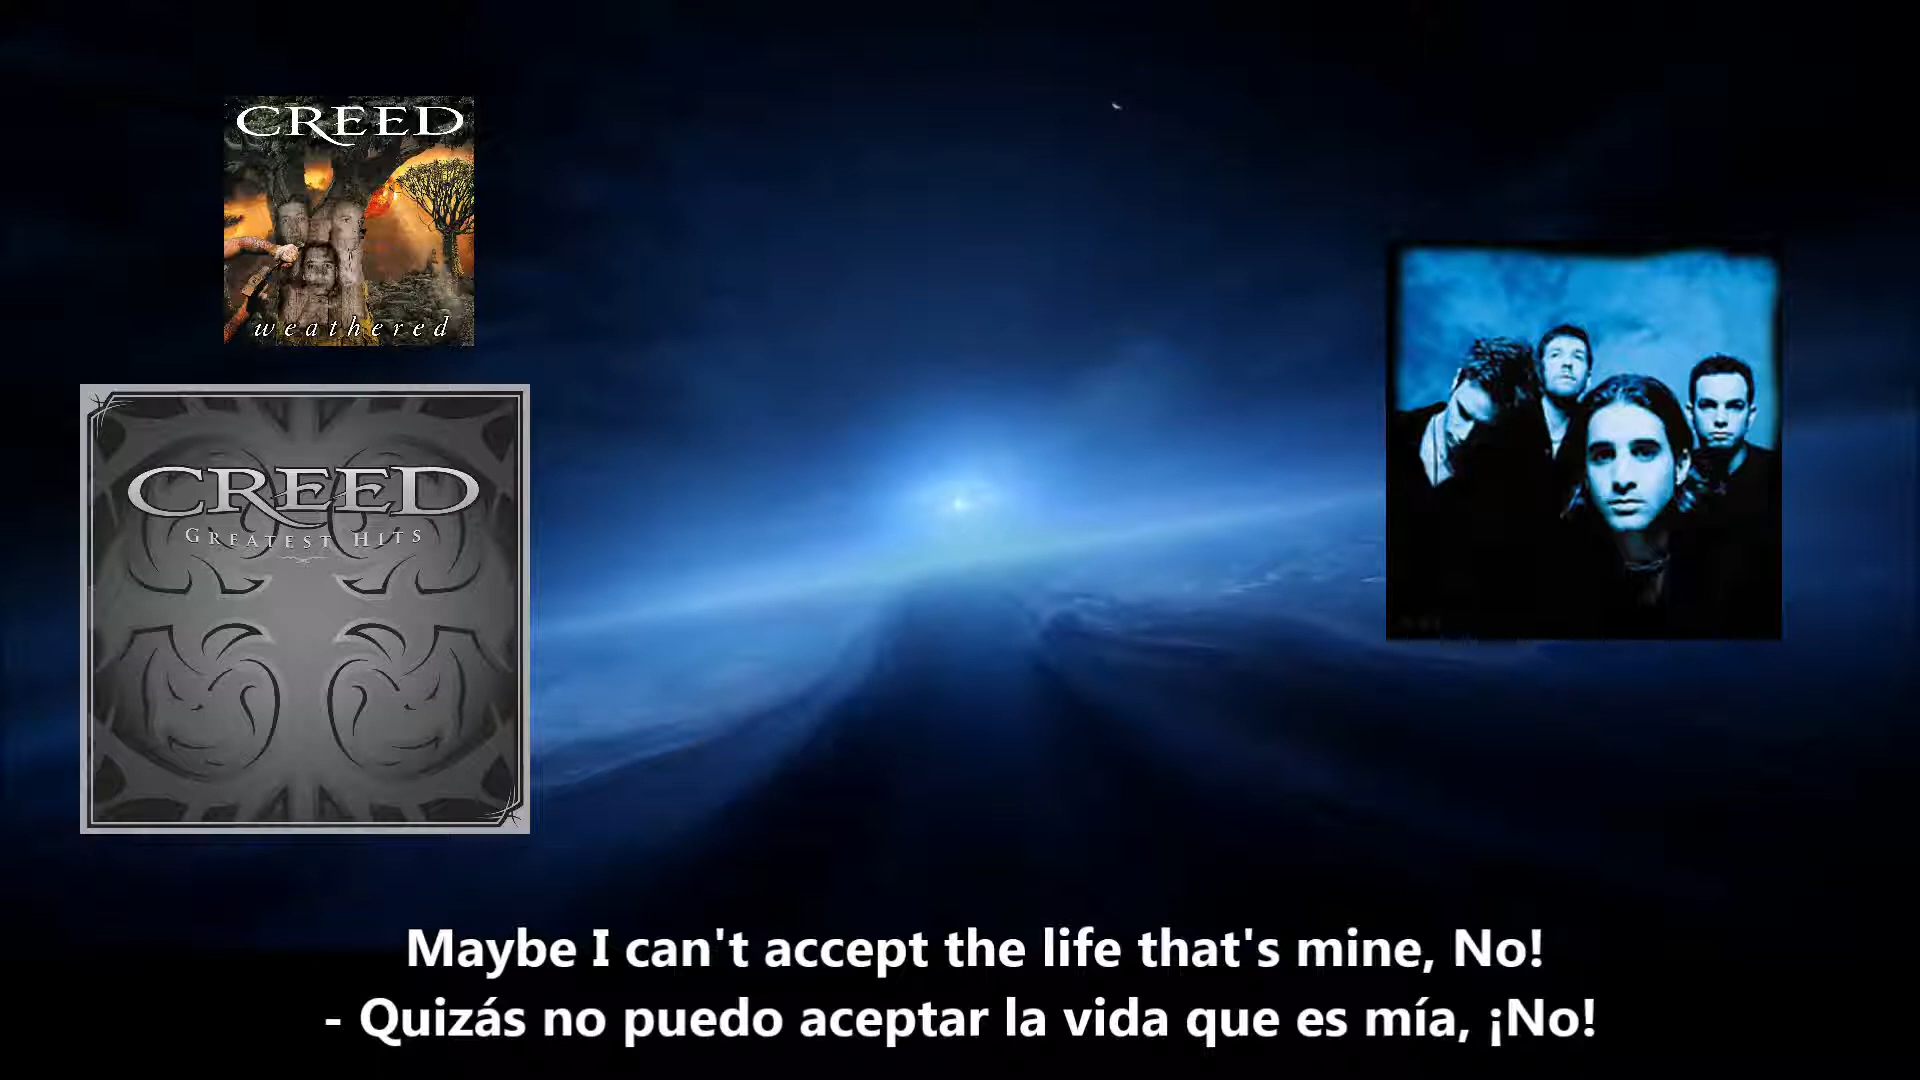 CREED
weathered
CREED
GREATEST HITS
Maybe I can't accept the life that's mine, No!
- Quizás no puedo aceptar la vida que es mía, ¡No!